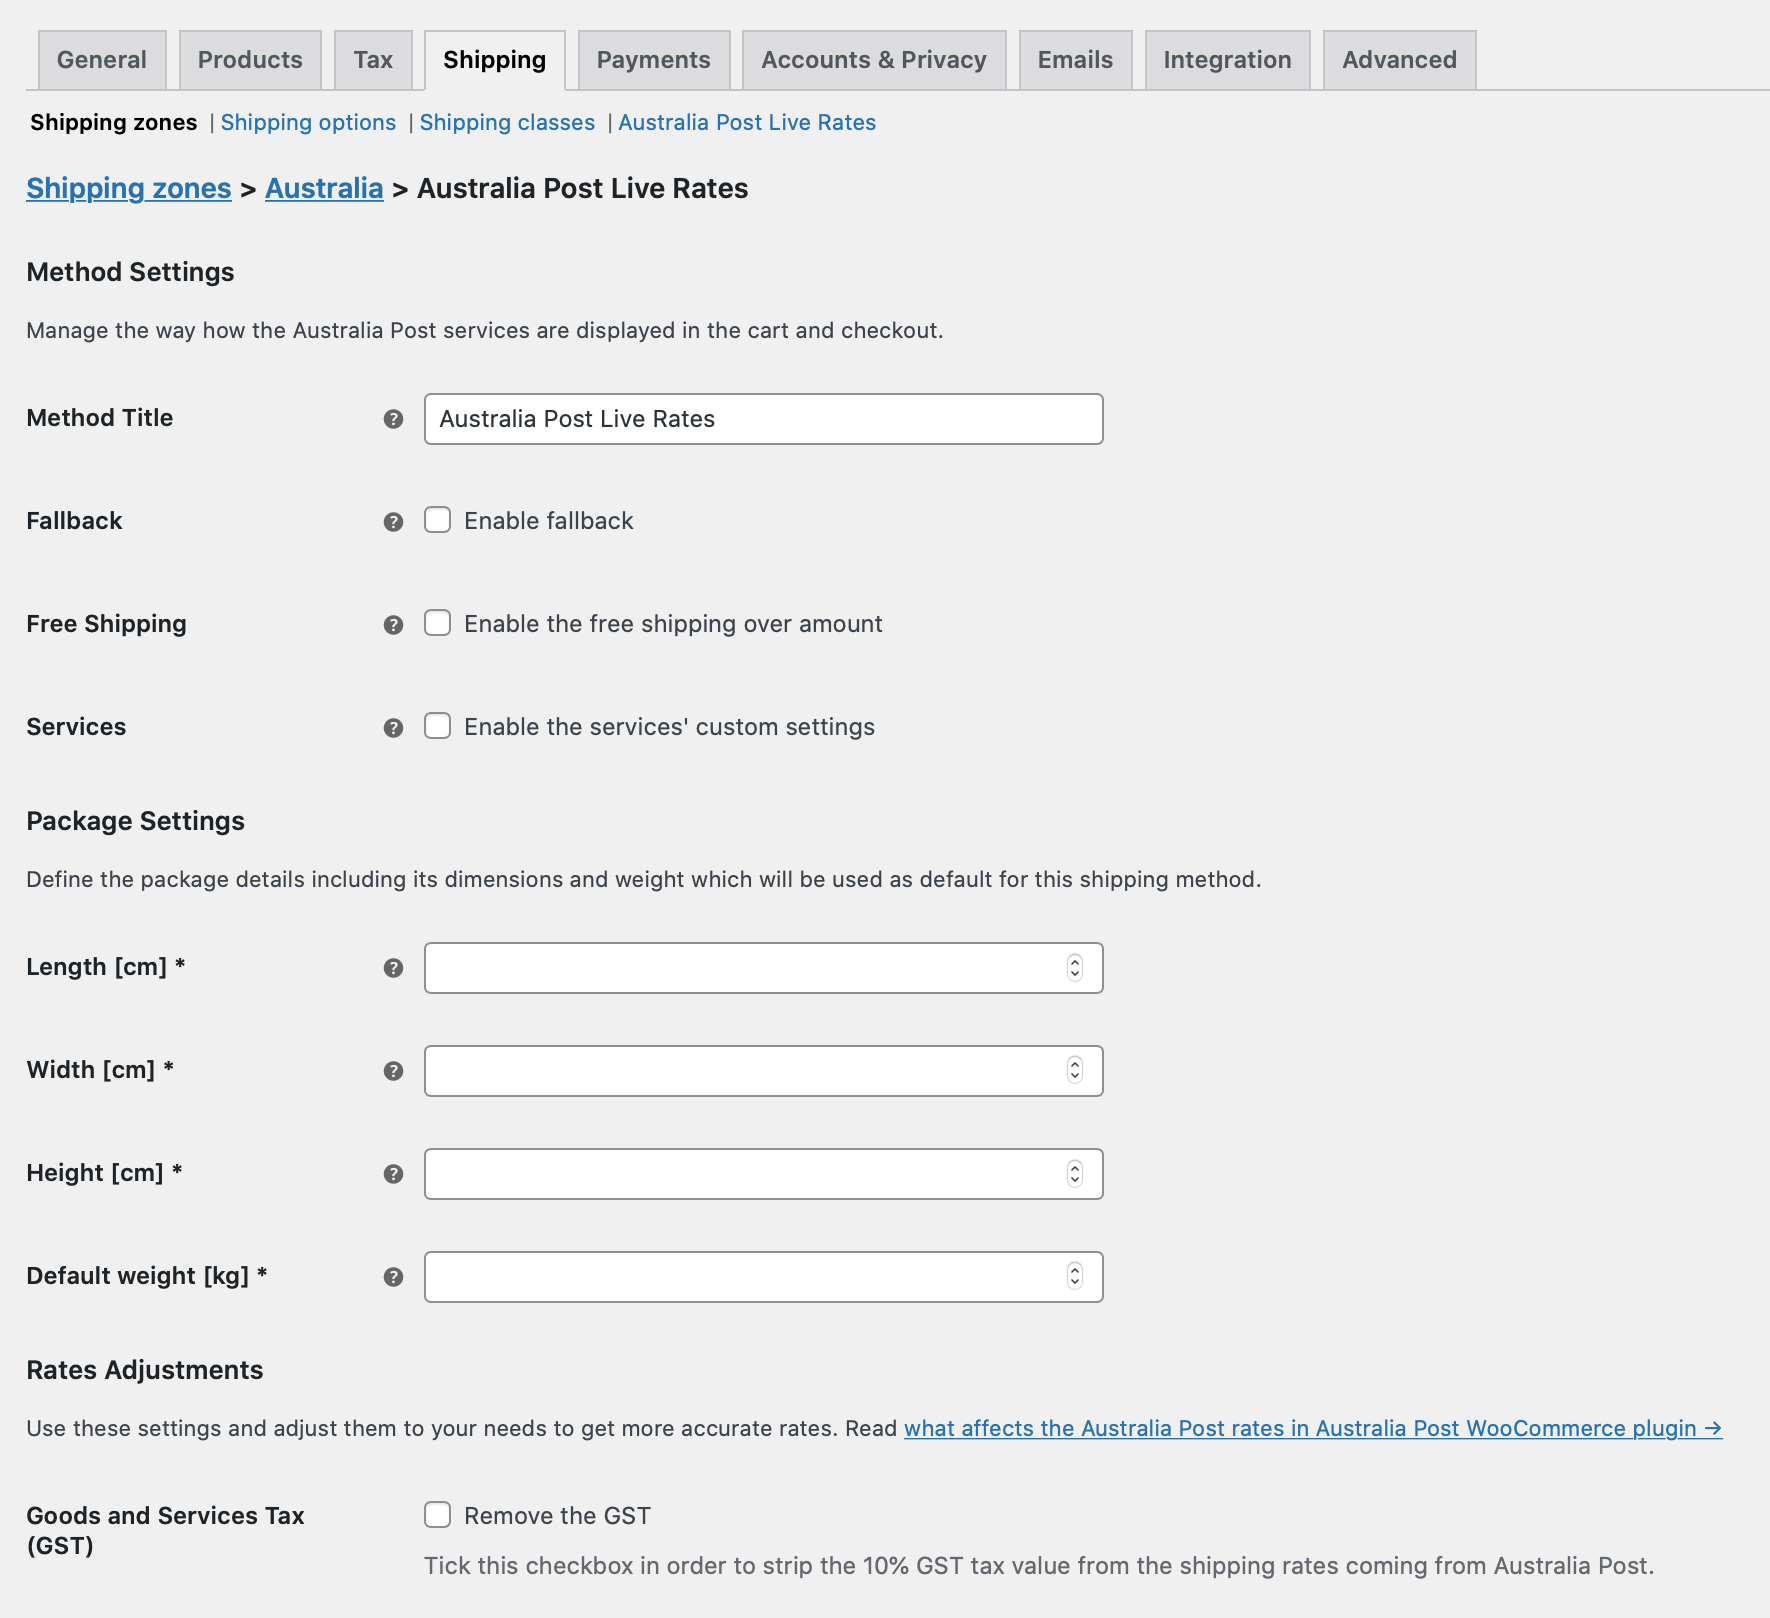 General Products Tax Shipping Payments Accounts & Privacy Emails Integration Advanced
Shipping zones | Shipping options | Shipping classes | Australia Post Live Rates
Shipping zones > Australia > Australia Post Live Rates
Method Settings
Manage the way how the Australia Post services are displayed in the cart and checkout.
Method Title ? Australia Post Live Rates
Fallback ? Enable fallback
Free Shipping ? Enable the free shipping over amount
Services ? Enable the services' custom settings
Package Settings
Define the package details including its dimensions and weight which will be used as default for this shipping method.
Length [cm] * ?
Width [cm] * ?
Height [cm] * ?
Default weight [kg] * ?
Rates Adjustments
Use these settings and adjust them to your needs to get more accurate rates. Read what affects the Australia Post rates in Australia Post WooCommerce plugin →
Goods and Services Tax (GST)
Remove the GST
Tick this checkbox in order to strip the 10% GST tax value from the shipping rates coming from Australia Post.